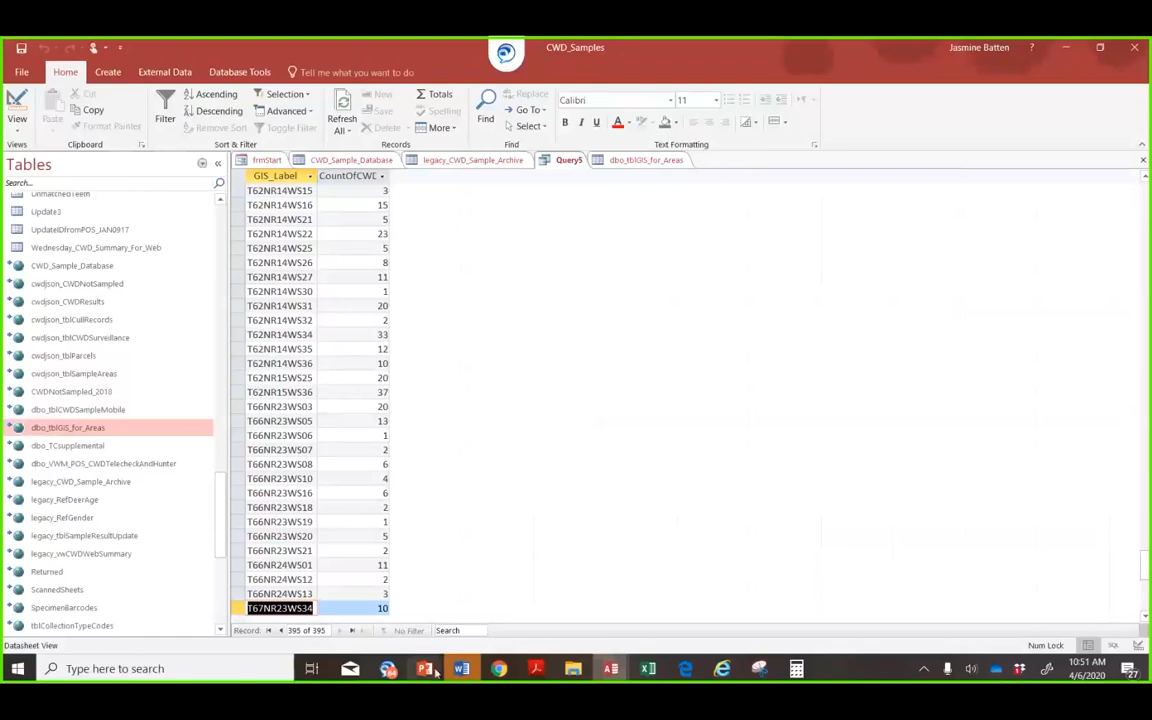 CWD_Samples
Jasmine Batten ?
File Home Create External Data Database Tools Tell me what you want to do
View Paste Cut Copy Format Painter
Filter Ascending Descending Remove Sort Selection Advanced Toggle Filter
Refresh All New Save Delete Totals Spelling More
Find Replace Go To Select
Calibri 11
B I U A
Views Clipboard Sort & Filter Records Find Text Formatting
Tables
Search...
frmStart CWD_Sample_Database legacy_CWD_Sample_Archive Query5 dbo_tblGIS_for_Areas
UnmatchedTeem
Update3
UpdateIDfromPOS_JAN0917
Wednesday_CWD_Summary_For_Web
CWD_Sample_Database
cwdjson_CWDNotSampled
cwdjson_CWDResults
cwdjson_tblCullRecords
cwdjson_tblCWDSurveillance
cwdjson_tblParcels
cwdjson_tblSampleAreas
CWDNotSampled_2018
dbo_tblCWDSampleMobile
dbo_tblGIS_for_Areas
dbo_TCsupplemental
dbo_VWM_POS_CWDTelecheckAndHunter
legacy_CWD_Sample_Archive
legacy_RefDeerAge
legacy_RefGender
legacy_tblSampleResultUpdate
legacy_vwCWDWebSummary
Returned
ScannedSheets
SpecimenBarcodes
tblCollectionTypeCodes
GIS_Label CountOfCWD
T62NR14WS15 3
T62NR14WS16 15
T62NR14WS21 5
T62NR14WS22 23
T62NR14WS25 5
T62NR14WS26 8
T62NR14WS27 11
T62NR14WS30 1
T62NR14WS31 20
T62NR14WS32 2
T62NR14WS34 33
T62NR14WS35 12
T62NR14WS36 10
T62NR15WS25 20
T62NR15WS36 37
T66NR23WS03 20
T66NR23WS05 13
T66NR23WS06 1
T66NR23WS07 2
T66NR23WS08 6
T66NR23WS10 4
T66NR23WS16 6
T66NR23WS18 2
T66NR23WS19 1
T66NR23WS20 5
T66NR23WS21 2
T66NR24WS01 11
T66NR24WS12 2
T66NR24WS13 3
T67NR23WS34 10
Record: 395 of 395 No Filter Search
Datasheet View Num Lock SQL
Type here to search
10:51 AM
4/6/2020
27